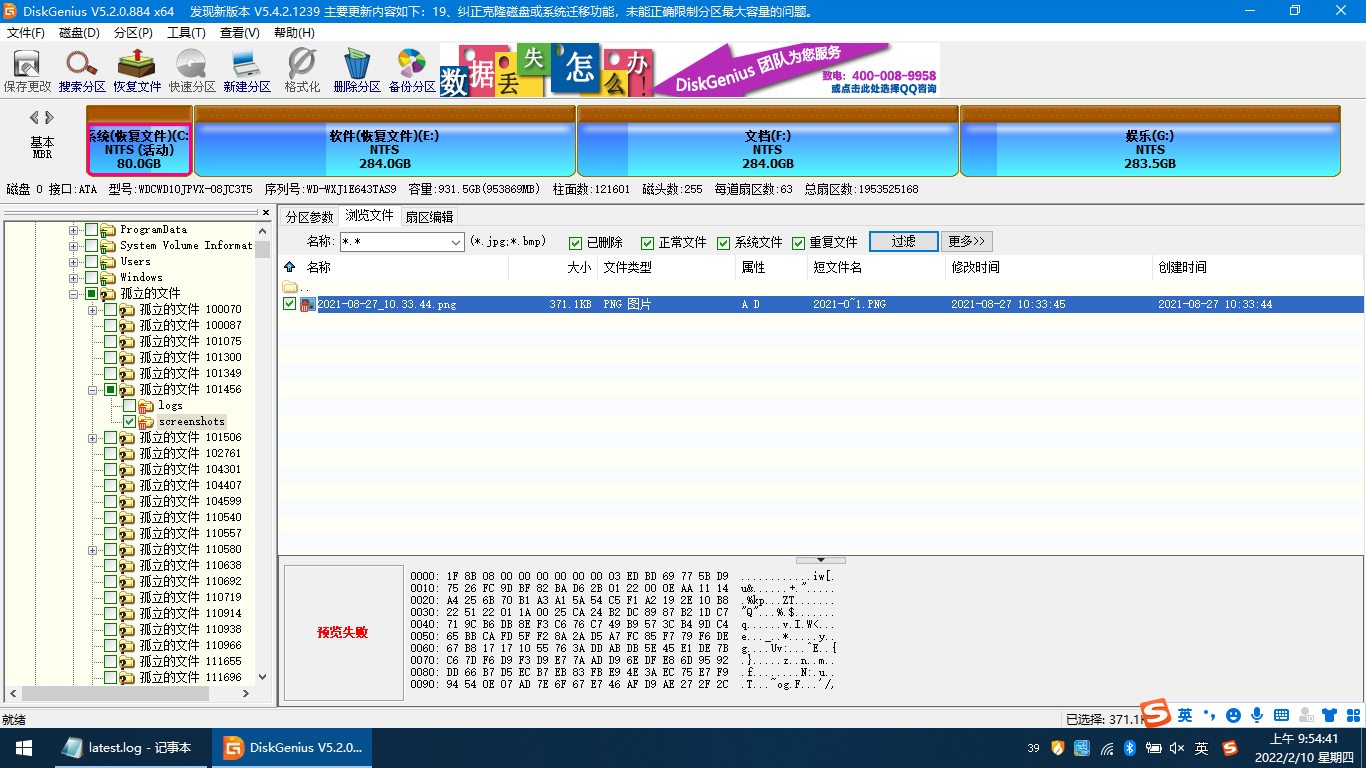 DiskGenius V5.2.0.884 x64 发现新版本 V5.4.2.1239 主要更新内容如下：19、纠正克隆磁盘或系统迁移功能，未能正确限制分区最大容量的问题。
文件(F) 磁盘(D) 分区(P) 工具(T) 查看(V) 帮助(H)
保存更改 搜索分区 恢复文件 快速分区 新建分区 格式化 删除分区 备份分区
数据丢失怎么办！
DiskGenius 团队为您服务
致电：400-008-9958
或点击此处选择QQ咨询
基本
MBR
系统(恢复文件)(C:
NTFS (活动)
80.0GB
软件(恢复文件)(E:)
NTFS
284.0GB
文档(F:)
NTFS
284.0GB
娱乐(G:)
NTFS
283.5GB
磁盘 0 接口:ATA 型号:WDCWD10JPVX-08JC3T5 序列号:WD-WXJ1E643TAS9 容量:931.5GB(953869MB) 柱面数:121601 磁头数:255 每道扇区数:63 总扇区数:1953525168
ProgramData
System Volume Informat
Users
Windows
孤立的文件
孤立的文件 100070
孤立的文件 100087
孤立的文件 101075
孤立的文件 101300
孤立的文件 101349
孤立的文件 101456
logs
screenshots
孤立的文件 101506
孤立的文件 102761
孤立的文件 104301
孤立的文件 104407
孤立的文件 104599
孤立的文件 110540
孤立的文件 110557
孤立的文件 110580
孤立的文件 110638
孤立的文件 110692
孤立的文件 110719
孤立的文件 110914
孤立的文件 110938
孤立的文件 110966
孤立的文件 111655
孤立的文件 111696
分区参数 浏览文件 扇区编辑
名称: *.* (*.jpg;*.bmp) 已删除 正常文件 系统文件 重复文件 过滤 更多>>
名称 大小 文件类型 属性 短文件名 修改时间 创建时间
..
2021-08-27_10.33.44.png 371.1KB PNG 图片 A D 2021-0~1.PNG 2021-08-27 10:33:45 2021-08-27 10:33:44
预览失败
0000: 1F 8B 08 00 00 00 00 00 00 03 ED BD 69 77 5B D9 ............iw[.
0010: 75 26 FC 9D BF 82 BA D6 2B 01 22 00 0E AA 11 14 u&......+.".....
0020: A4 25 6B 70 B1 A3 A1 5A 54 C5 F1 A2 19 2E 10 B8 .%kp...ZT.......
0030: 22 51 22 01 1A 00 25 CA 24 B2 DC 89 87 B2 1D C7 "Q"...%.$.......
0040: 71 9C B6 DB 8E F3 C6 76 C7 49 B9 57 3C B4 9D C4 q......v.I.W<...
0050: 65 BB CA FD 5F F2 8A 2A D5 A7 FC 85 F7 79 F6 DE e..._..*.....y..
0060: 67 B8 17 17 10 55 76 3A DD AB DB 5E 45 E1 DE 7B g....Uv:...^E..{
0070: C6 7D F6 D9 F3 D9 E7 7A AD D9 6E DF E8 6D 95 92 .}.....z..n..m..
0080: DD 66 B7 D5 EC B7 EB 83 FB E9 4E 3A EC 75 E7 F9 .f........N:.u..
0090: 94 54 0E 07 AD 7E 6F 67 E7 46 AF D9 AE 27 2F 2C .T...~og.F...'/,
就绪
已选择: 371.1K
英
latest.log - 记事本
DiskGenius V5.2.0...
39
英
上午 9:54:41
2022/2/10 星期四